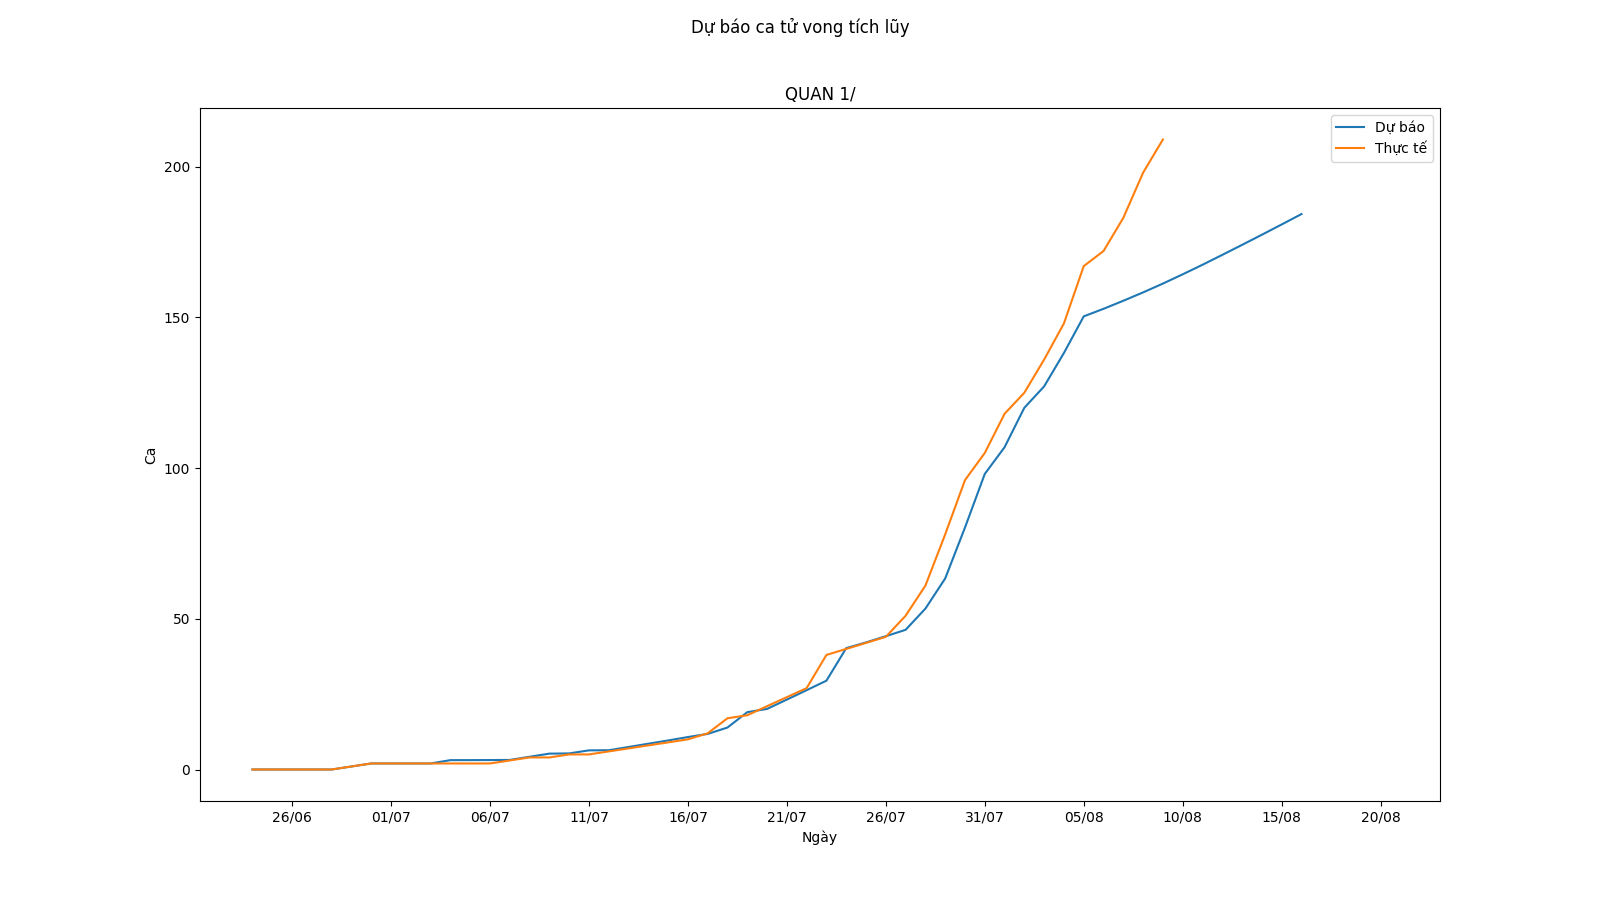 Dự báo ca tử vong tích lũy
QUAN 1/
Dự báo
Thực tế
200
150
100
50
0
Ca
26/06 01/07 06/07 11/07 16/07 21/07 26/07 31/07 05/08 10/08 15/08 20/08
Ngày